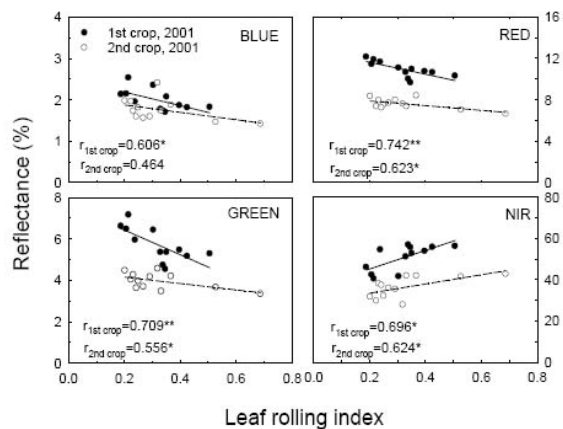 1st crop, 2001
2nd crop, 2001
BLUE
RED
4
3
2
1
0
16
12
8
4
0
r1st crop=0.606*
r2nd crop=0.464
r1st crop=0.742**
r2nd crop=0.623*
Reflectance (%)
GREEN
NIR
8
6
4
2
0
80
60
40
20
0
r1st crop=0.709**
r2nd crop=0.556*
r1st crop=0.696*
r2nd crop=0.624*
0.0 0.2 0.4 0.6 0.8 0.0 0.2 0.4 0.6 0.8
Leaf rolling index